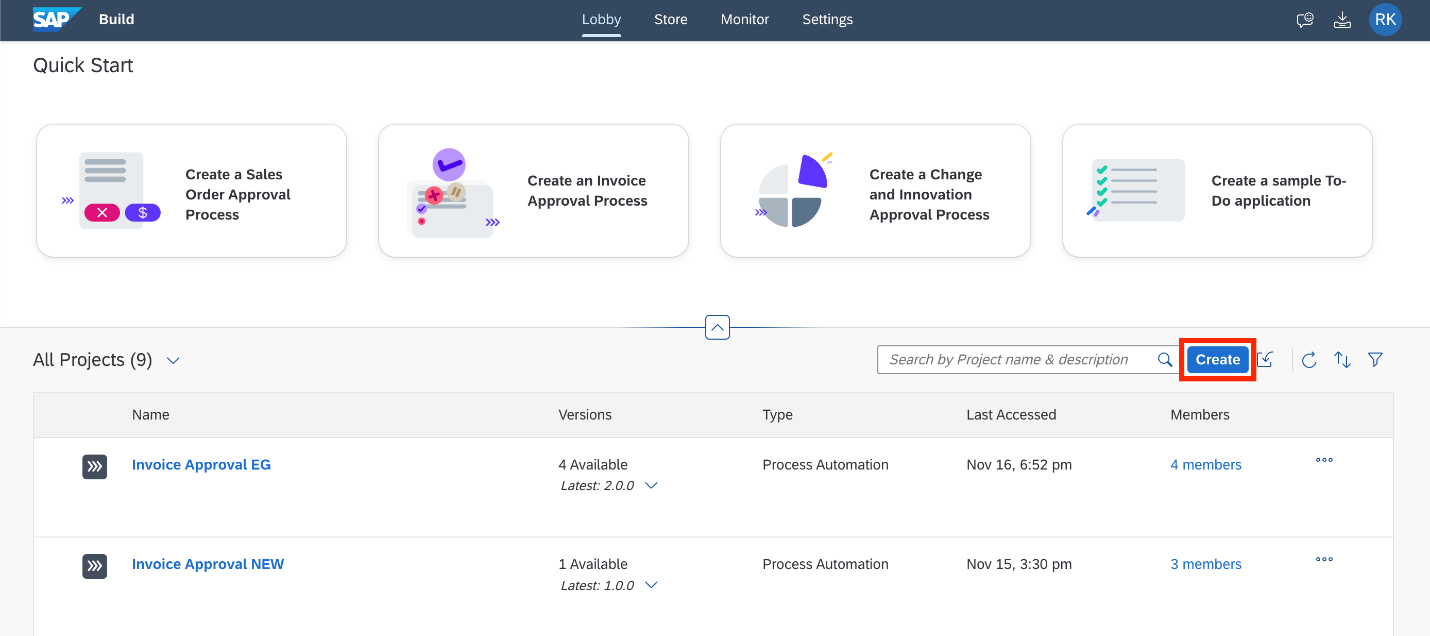 SAP Build Lobby Store Monitor Settings RK
Quick Start
Create a Sales
Order Approval
Process
$
Create an Invoice
Approval Process
Create a Change
and Innovation
Approval Process
Create a sample To-
Do application
All Projects (9) Search by Project name & description Create
Name Versions Type Last Accessed Members
Invoice Approval EG 4 Available Process Automation Nov 16, 6:52 pm 4 members
Latest: 2.0.0
Invoice Approval NEW 1 Available Process Automation Nov 15, 3:30 pm 3 members
Latest: 1.0.0